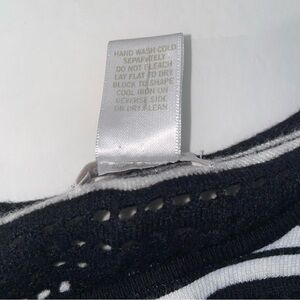 HAND WASH COLD
SEPARATELY
DO NOT BLEACH
LAY FLAT TO DRY
BLOCK TO SHAPE
COOL IRON ON
REVERSE SIDE
OR DRY CLEAN